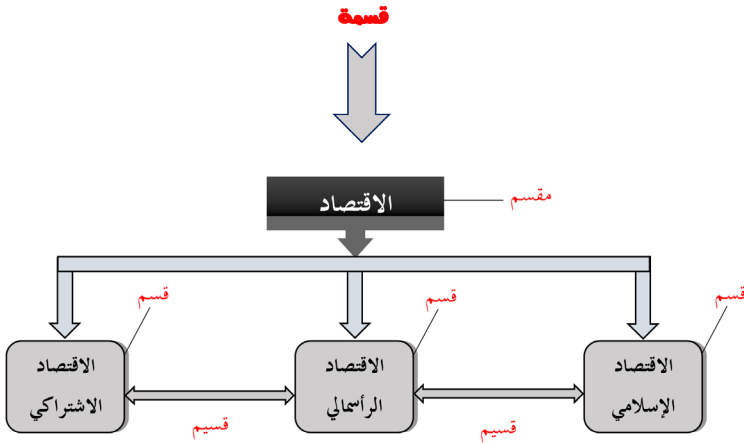 قسمة
الاقتصاد
مقسم
قسم
قسم
قسم
الاقتصاد
الإسلامي
الاقتصاد
الرأسمالي
الاقتصاد
الاشتراكي
قسيم
قسيم